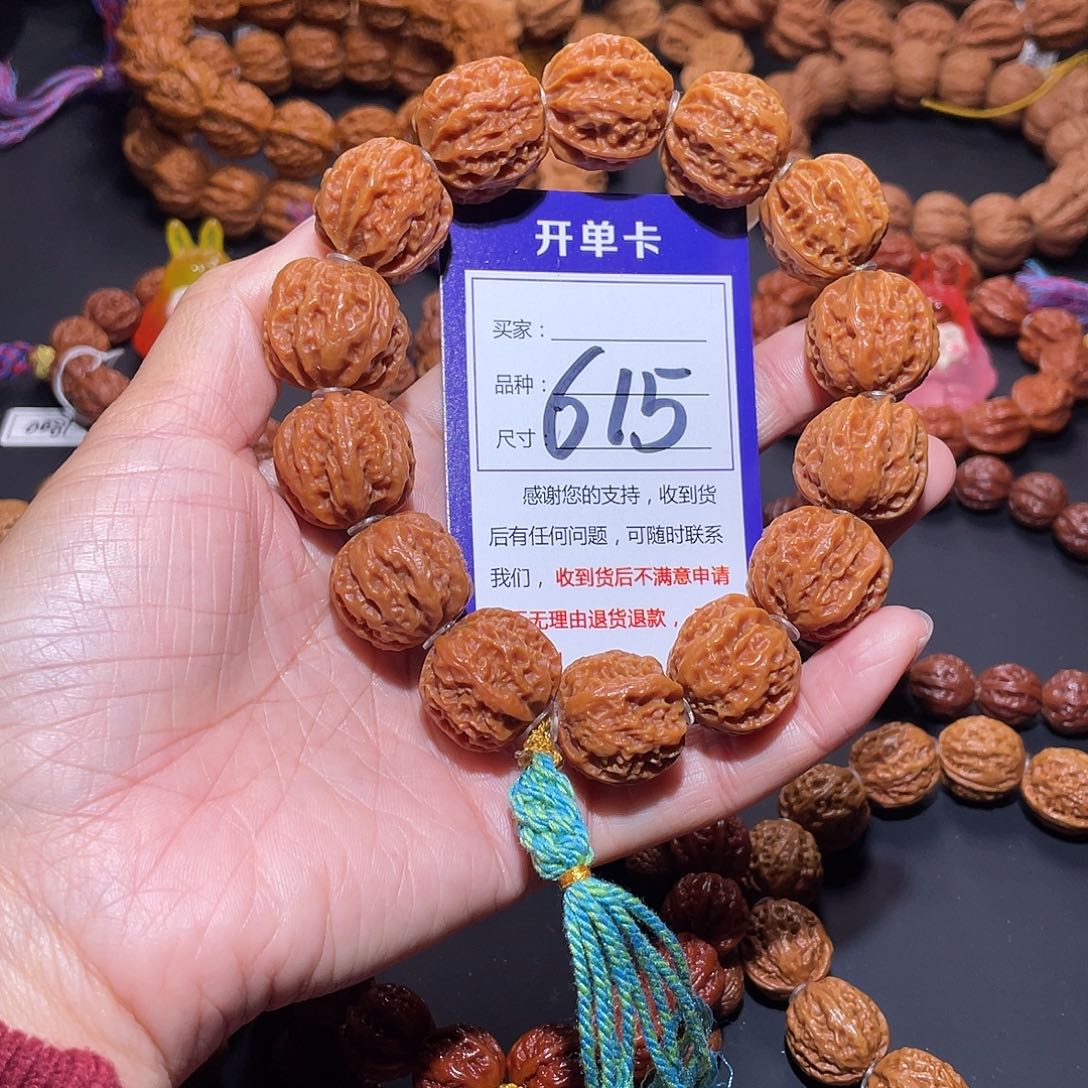 开单卡
买家：
品种：
尺寸：
615
感谢您的支持，收到货
后有任何问题，可随时联系
我们，收到货后不满意申请
无理由退货退款，